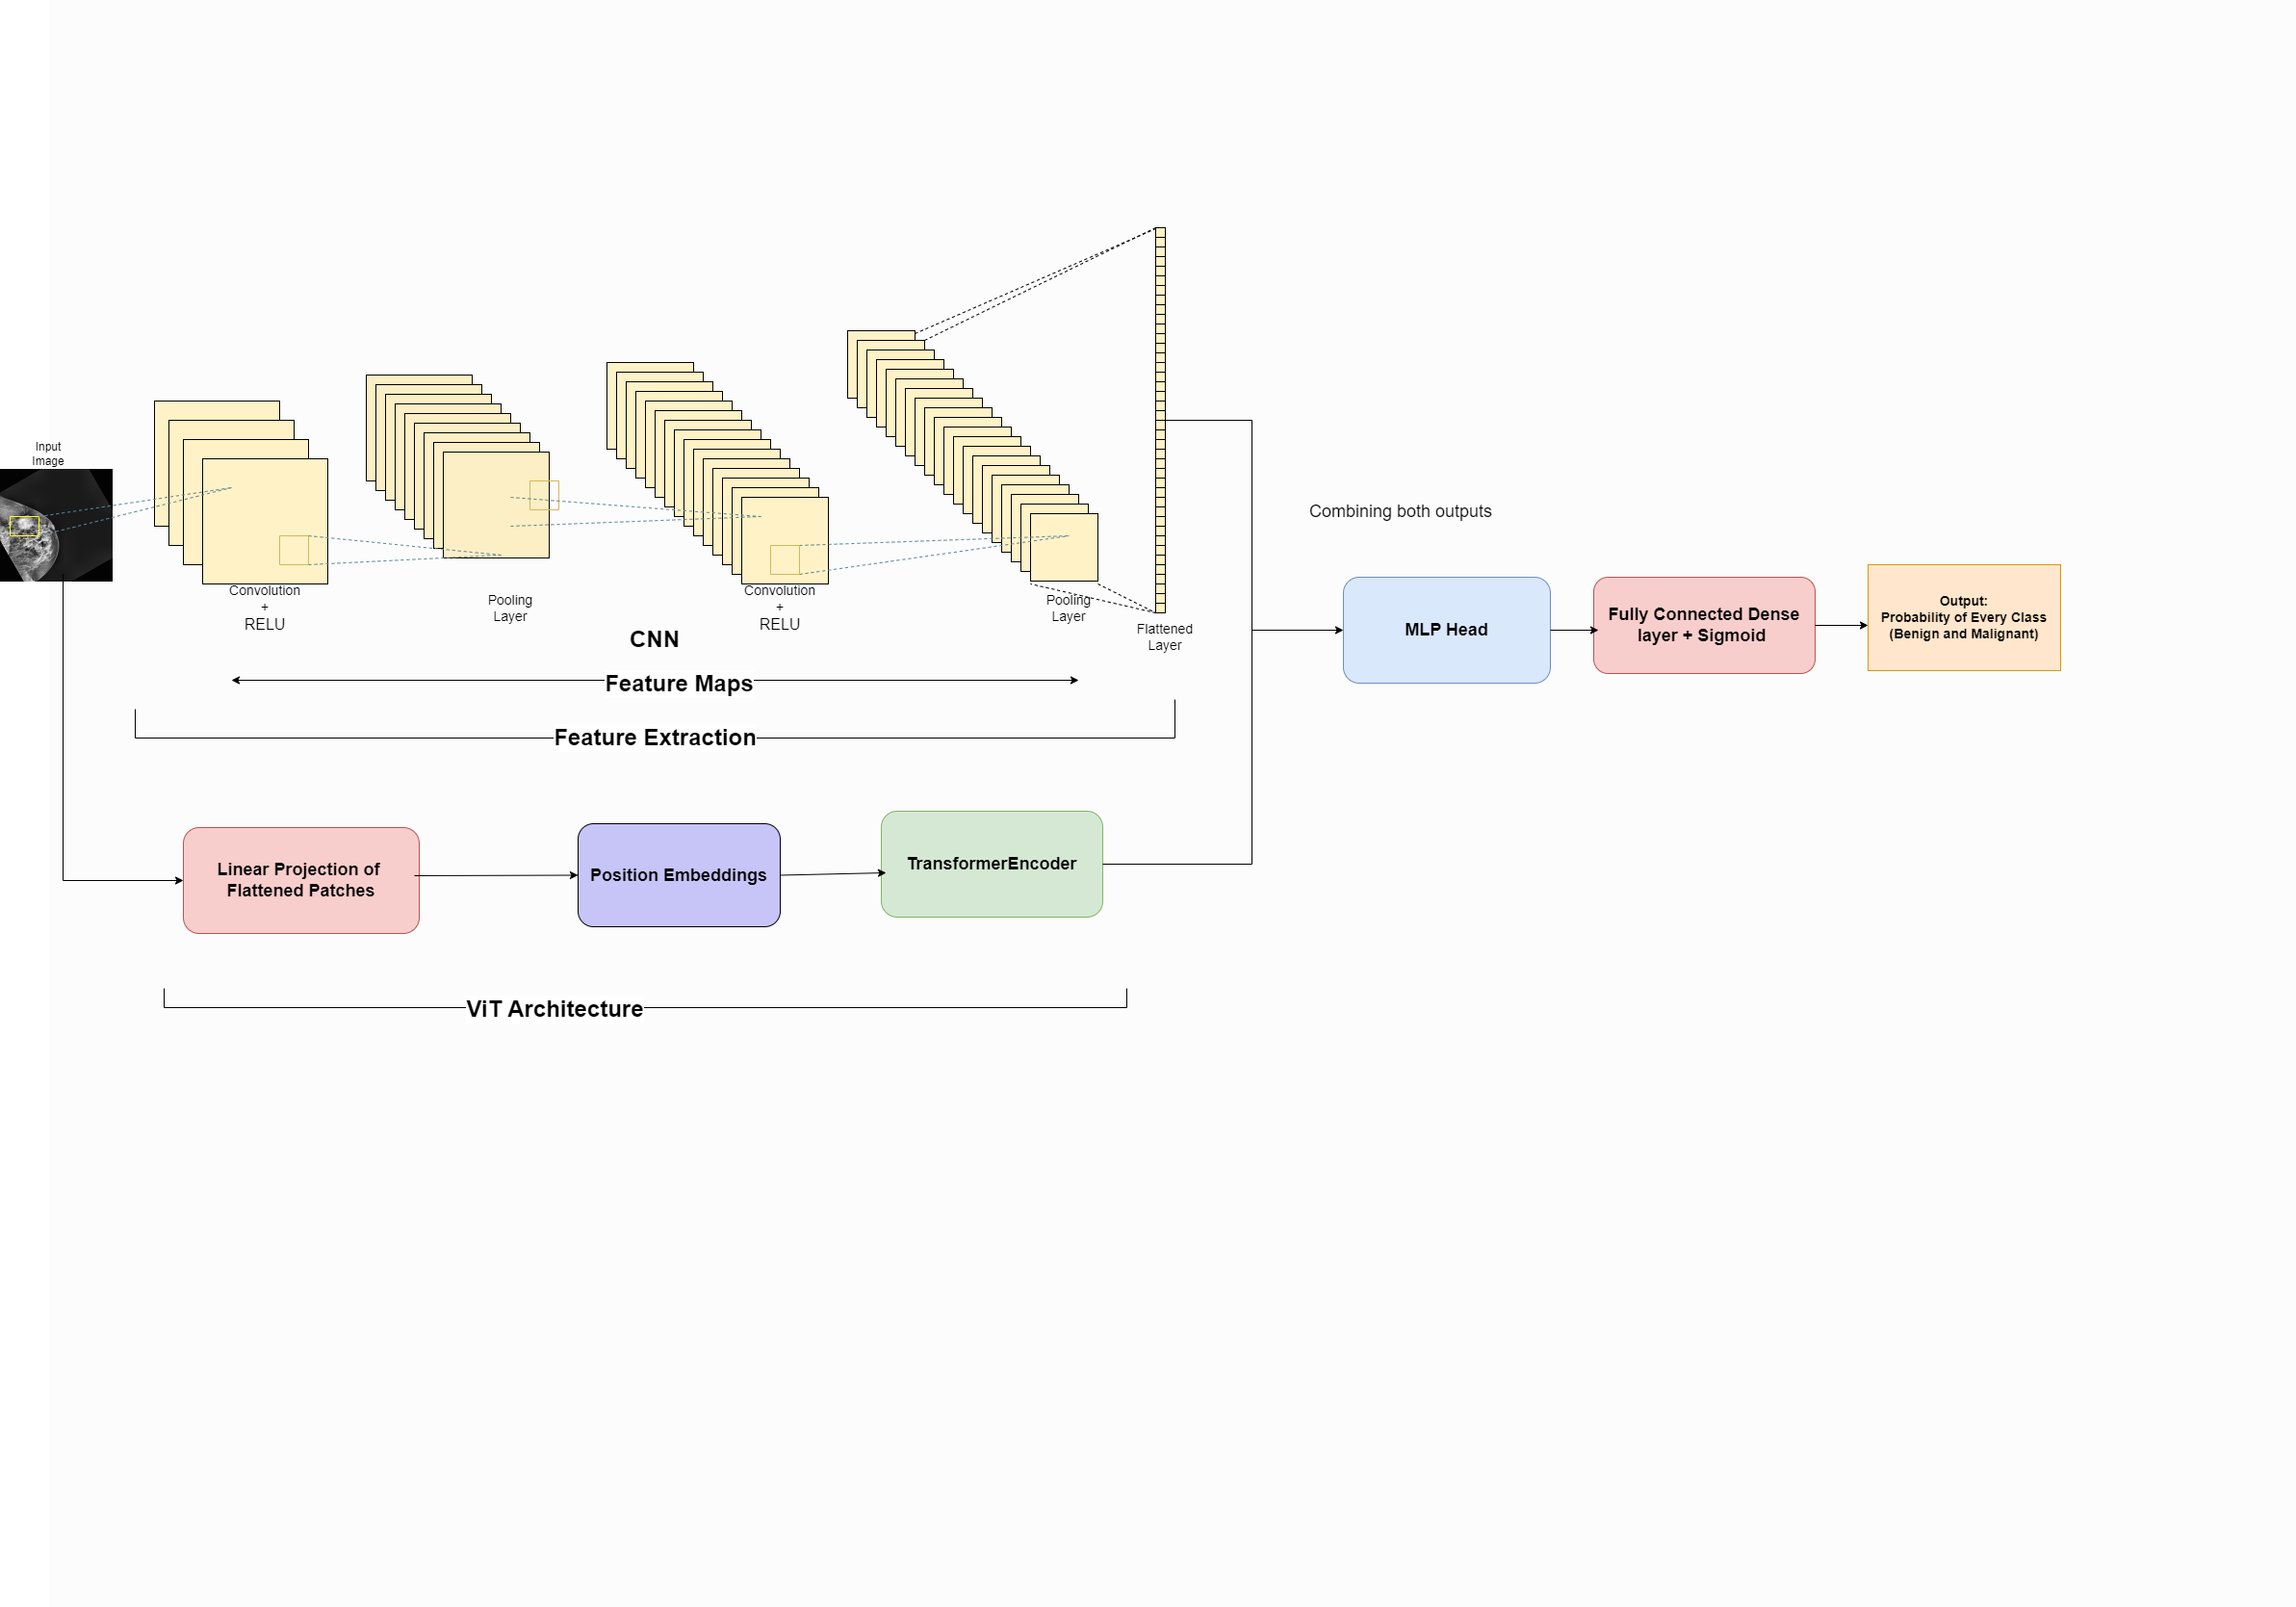 Input
Image
Convolution
+
RELU
Pooling
Layer
Convolution
+
RELU
Pooling
Layer
Flattened
Layer
CNN
Feature Maps
Feature Extraction
Combining both outputs
MLP Head
Fully Connected Dense
layer + Sigmoid
Output:
Probability of Every Class
(Benign and Malignant)
Linear Projection of
Flattened Patches
Position Embeddings
TransformerEncoder
ViT Architecture